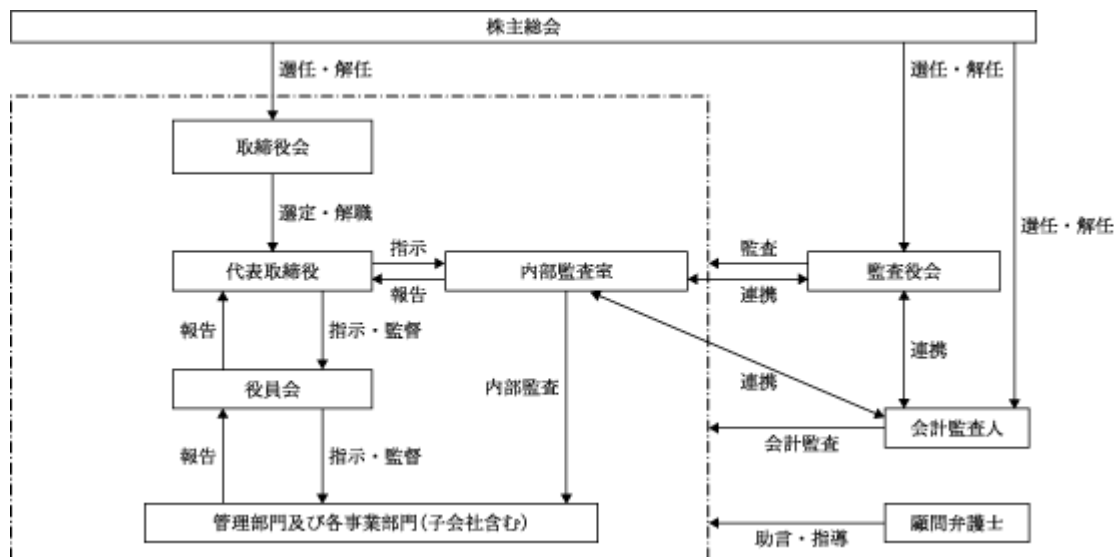 株主総会
選任・解任
選任・解任
取締役会
選定・解職
選任・解任
代表取締役
指示
報告
内部監査室
監査
連携
監査役会
報告
指示・監督
連携
役員会
内部監査
連携
会計監査人
会計監査
報告
指示・監督
管理部門及び各事業部門(子会社含む)
助言・指導
顧問弁護士